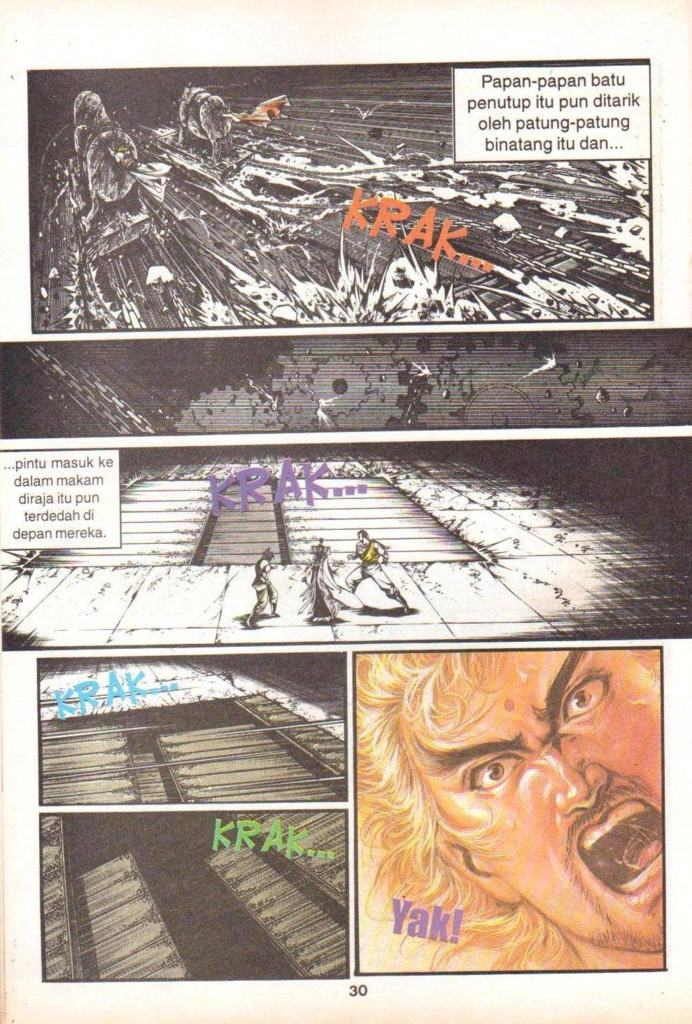 Papan-papan batu
penutup itu pun ditarik
oleh patung-patung
binatang itu dan...
KRAK...
...pintu masuk ke
dalam makam
diraja itu pun
terdedah di
depan mereka.
KRAK...
KRAK...
KRAK...
Yak!
30